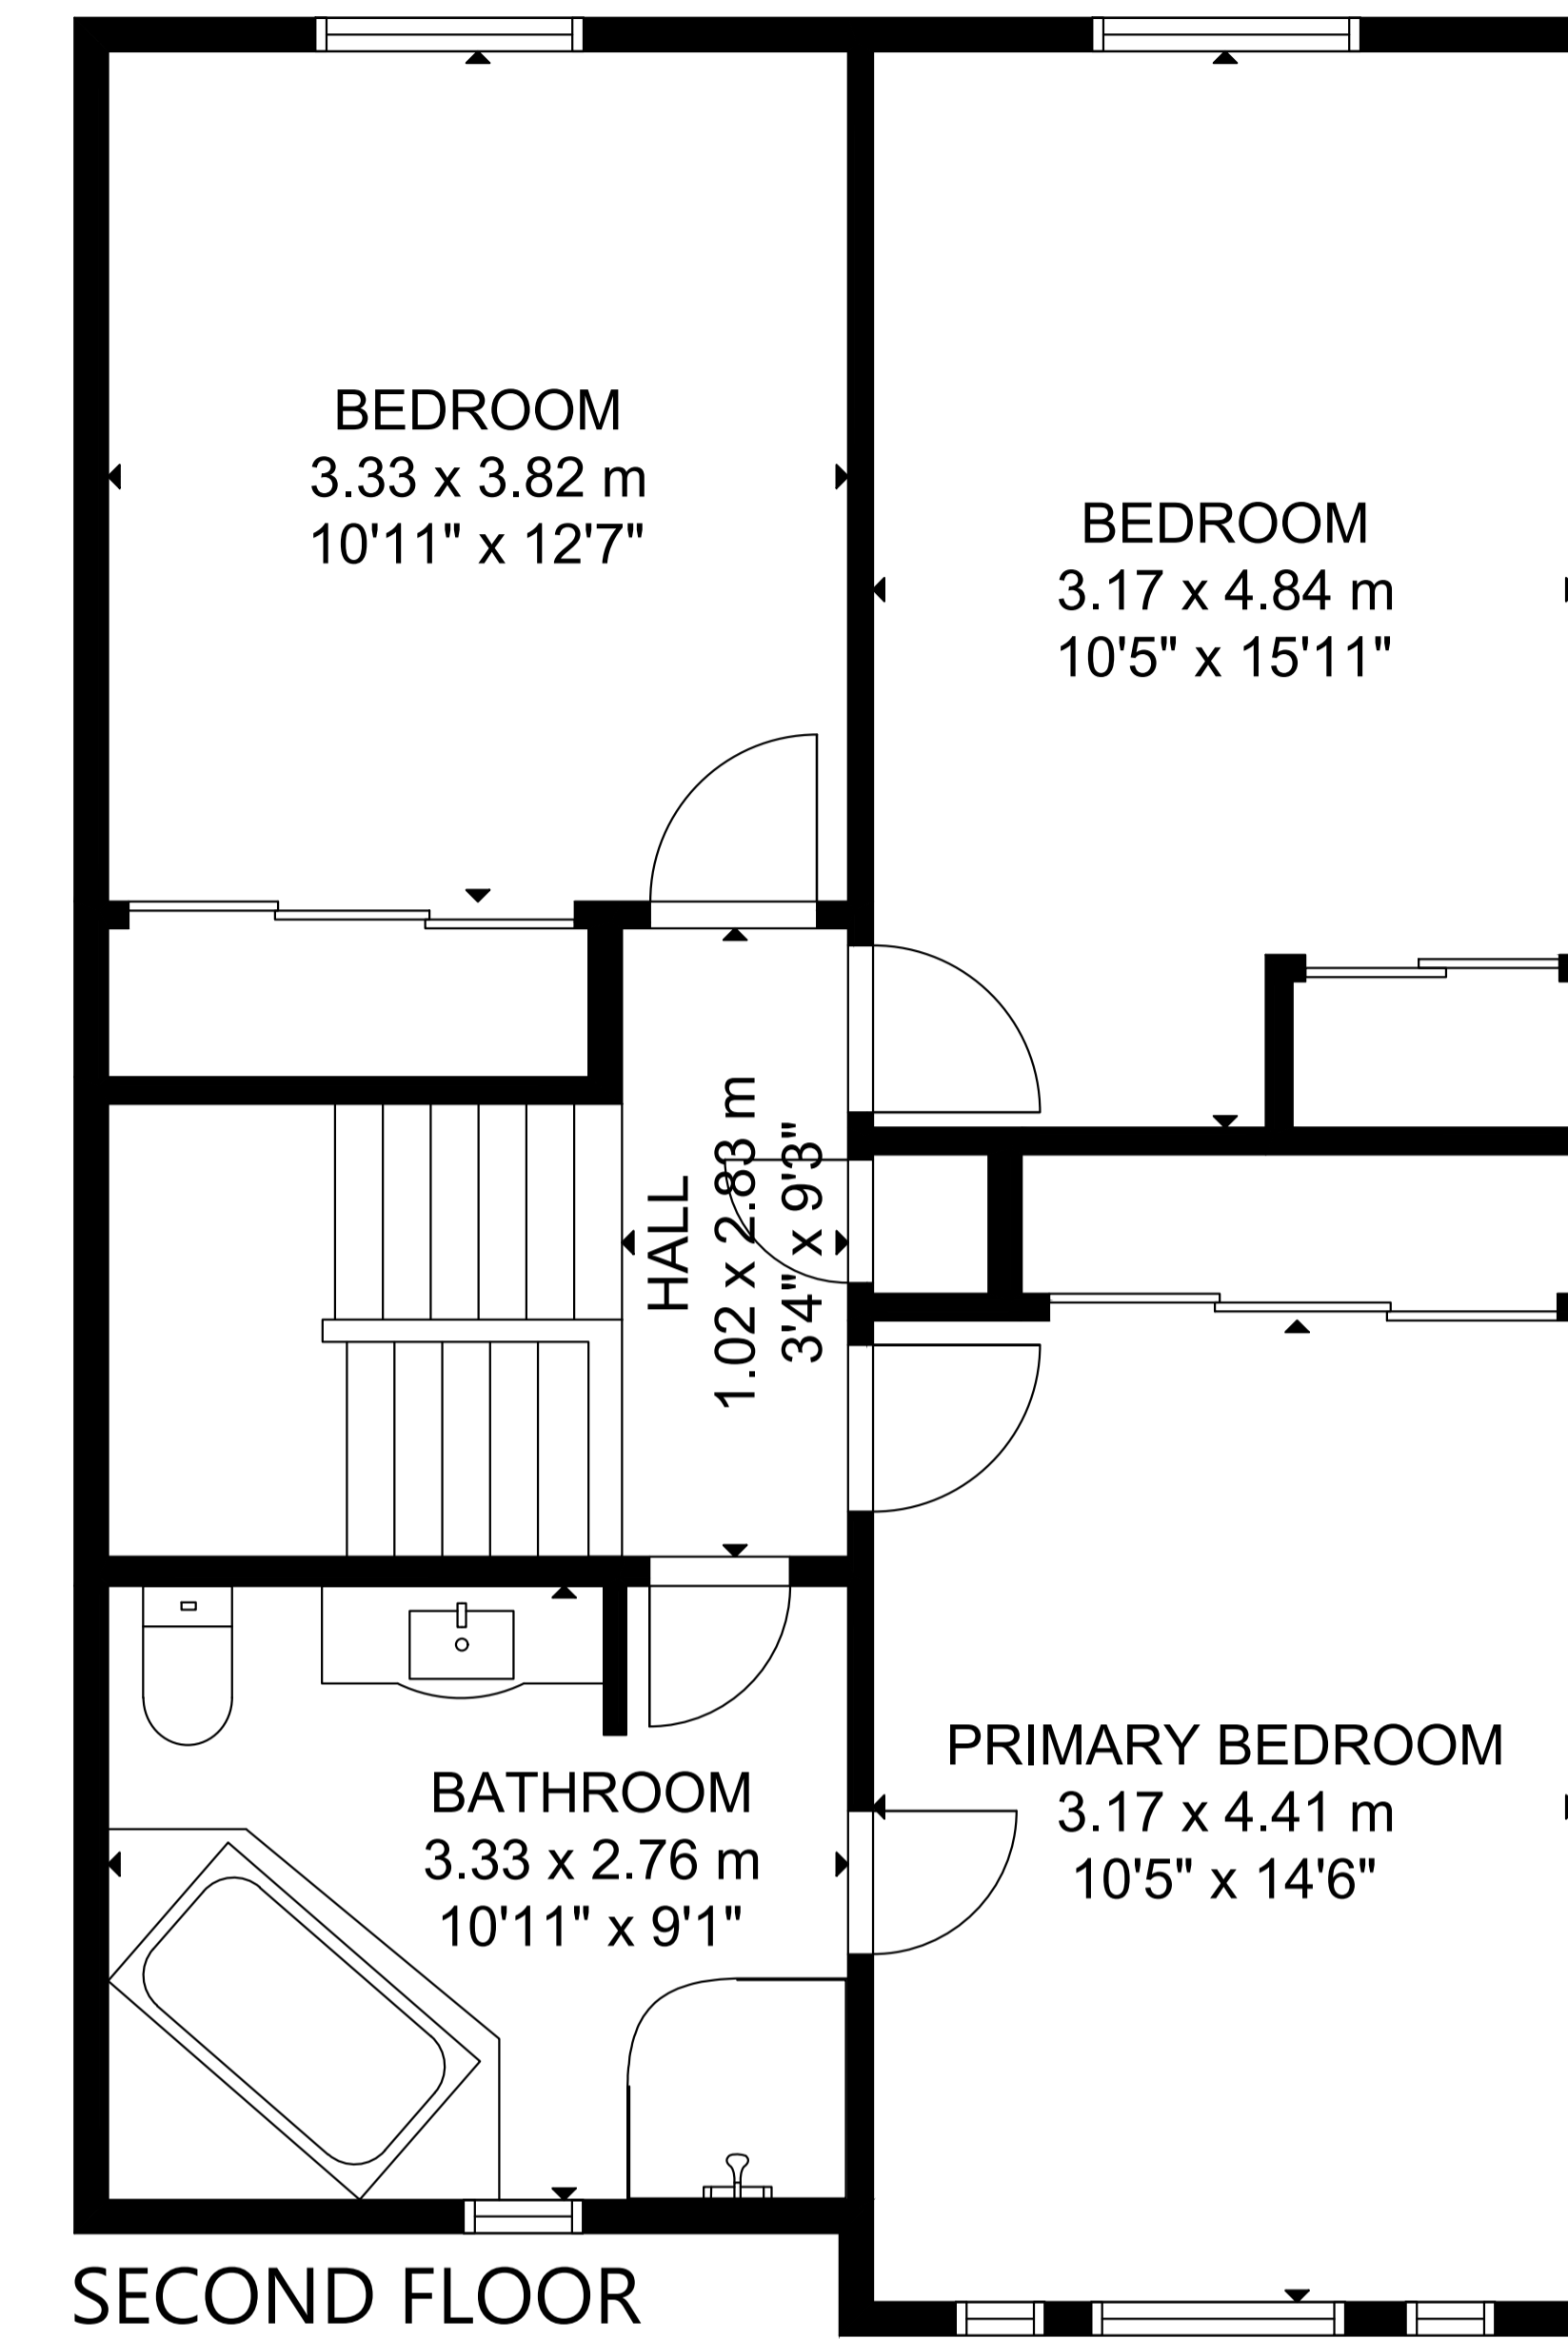 BEDROOM
3.33 x 3.82 m
10'11" x 12'7"
BEDROOM
3.17 x 4.84 m
10'5" x 15'11"
HALL
1.02 x 2.83 m
3'4" x 9'3"
PRIMARY BEDROOM
3.17 x 4.41 m
10'5" x 14'6"
BATHROOM
3.33 x 2.76 m
10'11" x 9'1"
SECOND FLOOR